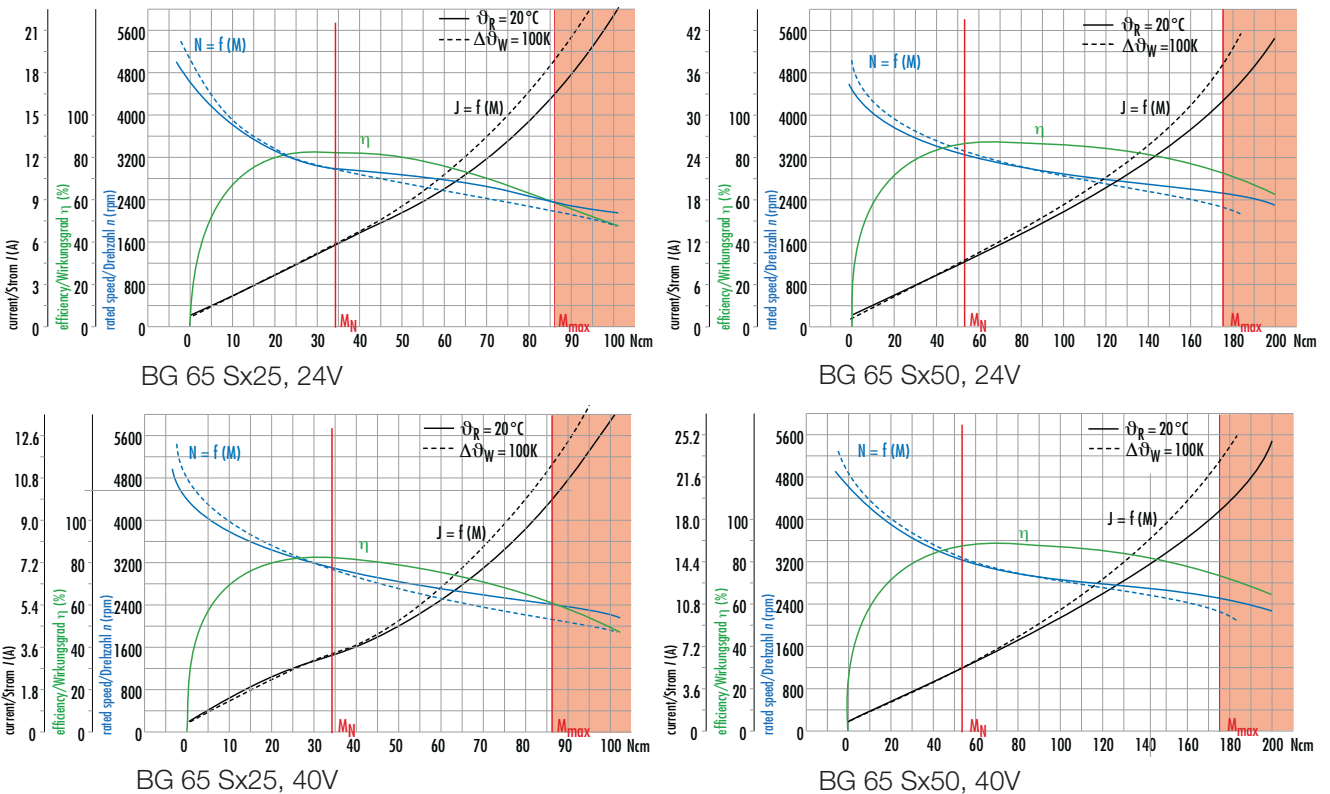 current/Strom I (A)
21
18
15
12
9
6
3
0
efficiency/Wirkungsgrad η (%)
100
80
60
40
20
0
rated speed/Drehzahl n (rpm)
5600
4800
4000
3200
2400
1600
800
0
N = f (M)
ϑR = 20°C
ΔϑW = 100K
J = f (M)
η
MN
Mmax
0 10 20 30 40 50 60 70 80 90 100 Ncm
BG 65 Sx25, 24V
current/Strom I (A)
42
36
30
24
18
12
6
0
efficiency/Wirkungsgrad η (%)
100
80
60
40
20
0
rated speed/Drehzahl n (rpm)
5600
4800
4000
3200
2400
1600
800
0
N = f (M)
ϑR = 20°C
ΔϑW = 100K
J = f (M)
η
MN
Mmax
0 20 40 60 80 100 120 140 160 180 200 Ncm
BG 65 Sx50, 24V
current/Strom I (A)
12.6
10.8
9.0
7.2
5.4
3.6
1.8
0
efficiency/Wirkungsgrad η (%)
100
80
60
40
20
0
rated speed/Drehzahl n (rpm)
5600
4800
4000
3200
2400
1600
800
0
N = f (M)
ϑR = 20°C
ΔϑW = 100K
J = f (M)
η
MN
Mmax
0 10 20 30 40 50 60 70 80 90 100 Ncm
BG 65 Sx25, 40V
current/Strom I (A)
25.2
21.6
18.0
14.4
10.8
7.2
3.6
0
efficiency/Wirkungsgrad η (%)
100
80
60
40
20
0
rated speed/Drehzahl n (rpm)
5600
4800
4000
3200
2400
1600
800
0
N = f (M)
ϑR = 20°C
ΔϑW = 100K
J = f (M)
η
MN
Mmax
0 20 40 60 80 100 120 140 160 180 200 Ncm
BG 65 Sx50, 40V